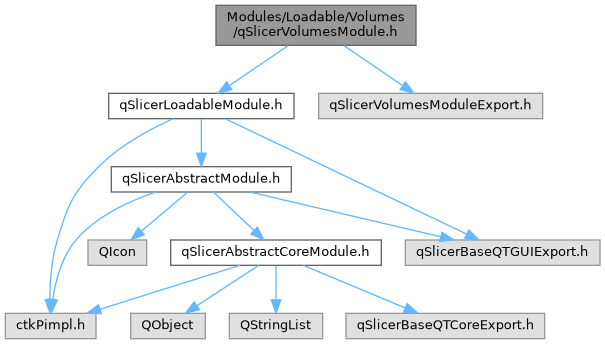 Modules/Loadable/Volumes
/qSlicerVolumesModule.h
qSlicerLoadableModule.h
qSlicerVolumesModuleExport.h
qSlicerAbstractModule.h
QIcon
qSlicerAbstractCoreModule.h
qSlicerBaseQTGUIExport.h
ctkPimpl.h
QObject
QStringList
qSlicerBaseQTCoreExport.h